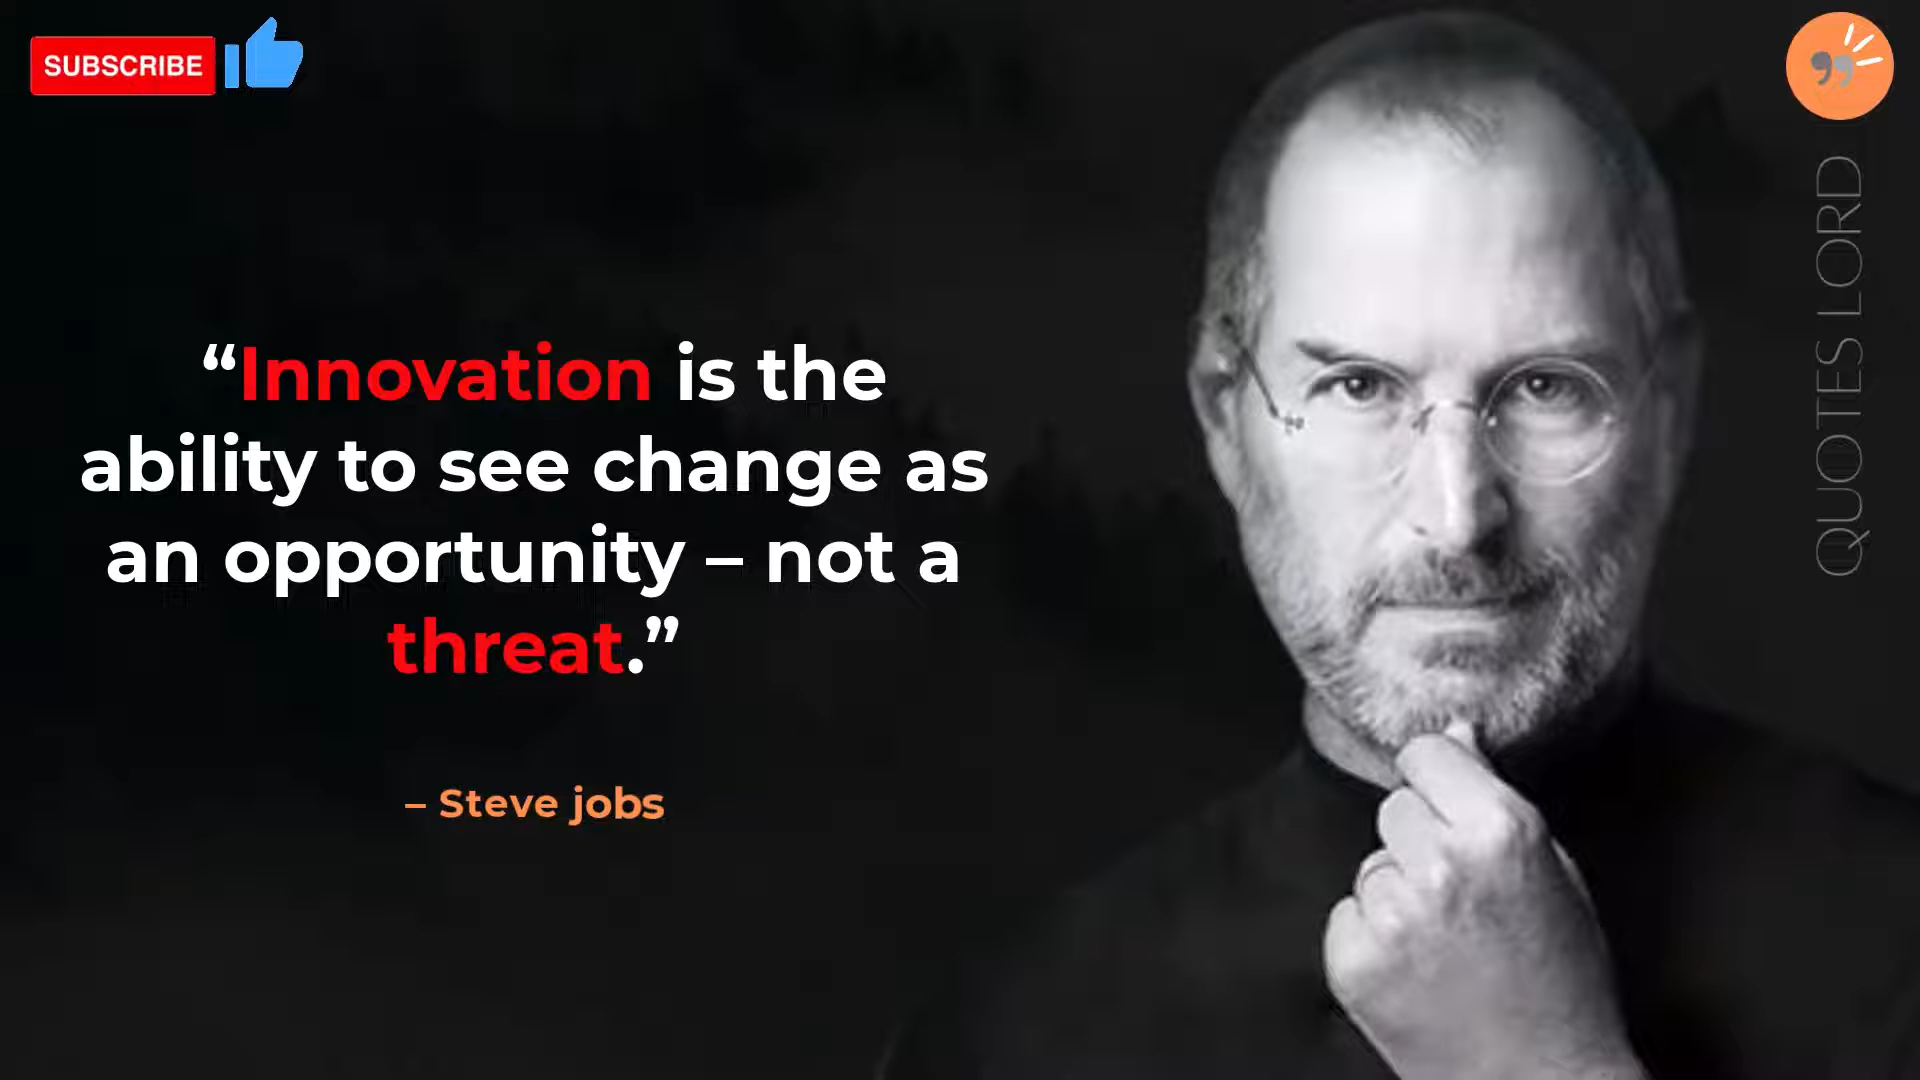 SUBSCRIBE
“Innovation is the
ability to see change as
an opportunity – not a
threat.”
– Steve jobs
QUOTES LORD